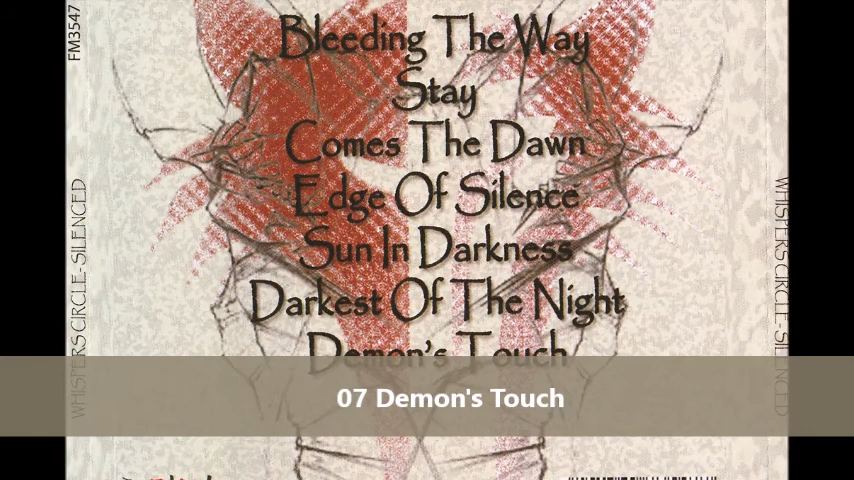 FM3547
Bleeding The Way
Stay
Comes The Dawn
Edge Of Silence
Sun In Darkness
Darkest Of The Night
Demon's Touch
WHISPERS CIRCLE - SILENCED
WHISPERS CIRCLE - SILENCED
07 Demon's Touch